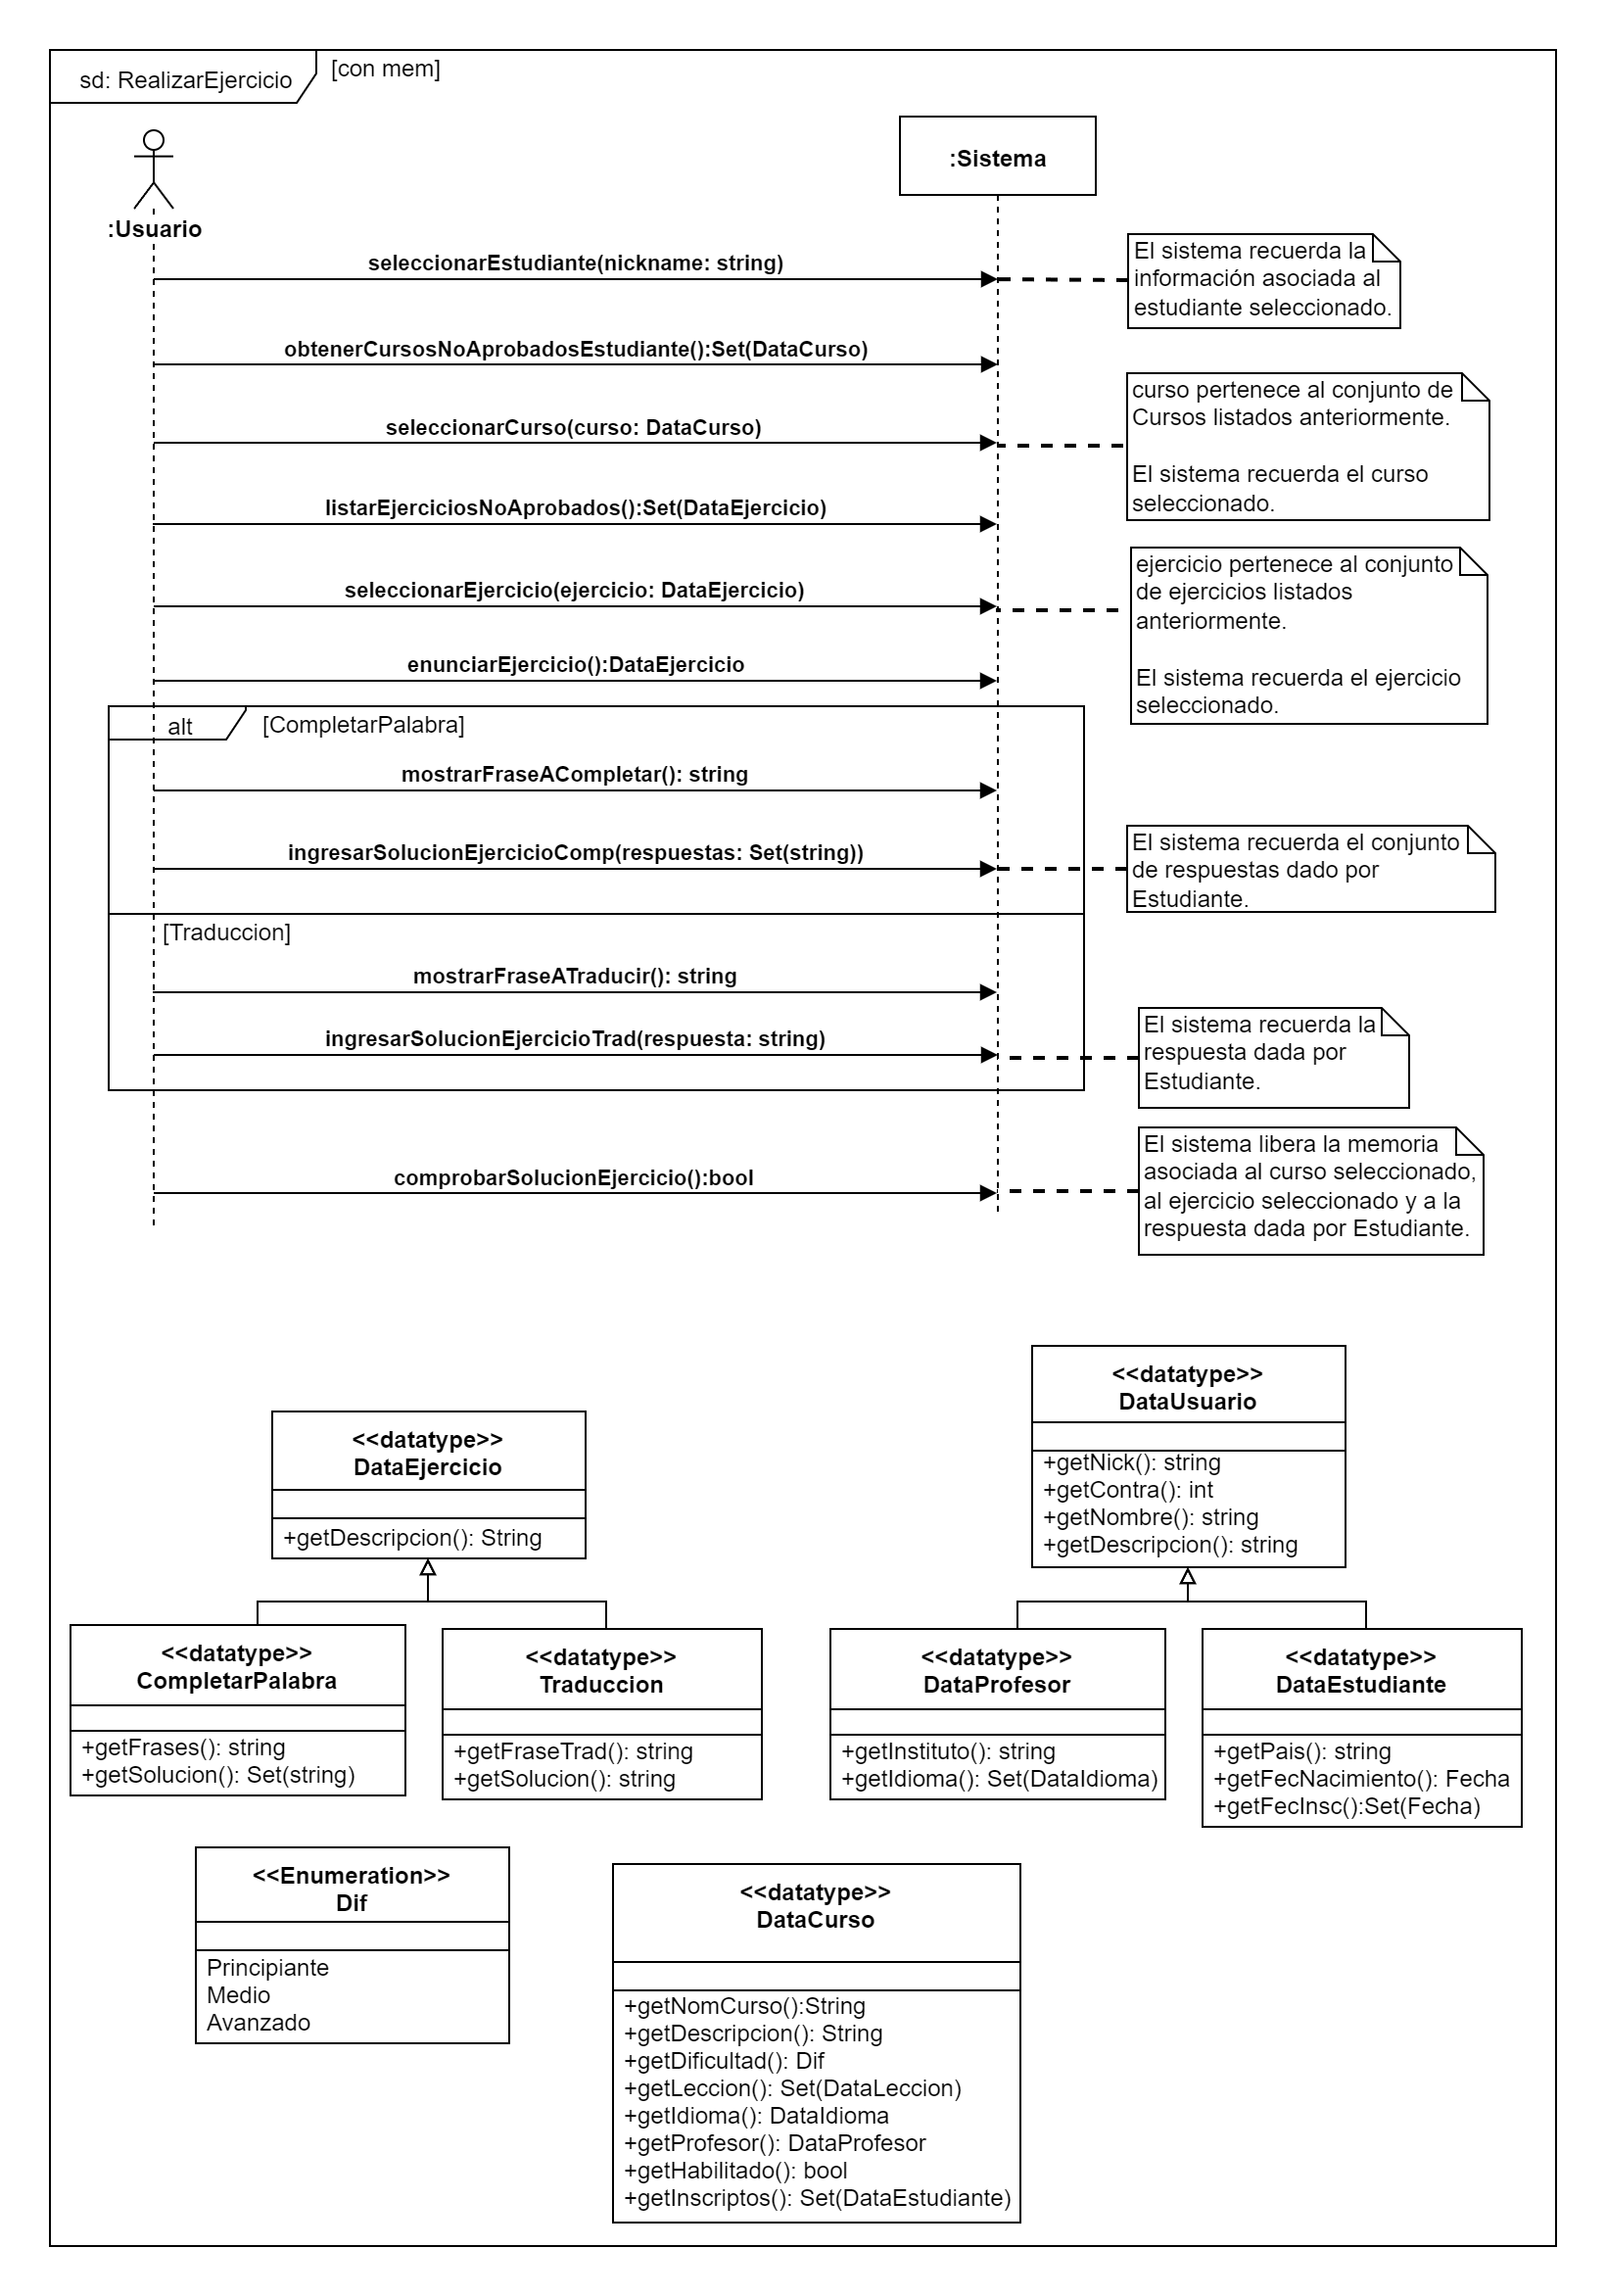 sd: RealizarEjercicio
[con mem]
:Sistema
:Usuario
seleccionarEstudiante(nickname: string)
El sistema recuerda la
información asociada al
estudiante seleccionado.
obtenerCursosNoAprobadosEstudiante():Set(DataCurso)
seleccionarCurso(curso: DataCurso)
curso pertenece al conjunto de
Cursos listados anteriormente.
El sistema recuerda el curso
seleccionado.
listarEjerciciosNoAprobados():Set(DataEjercicio)
seleccionarEjercicio(ejercicio: DataEjercicio)
ejercicio pertenece al conjunto
de ejercicios listados
anteriormente.
El sistema recuerda el ejercicio
seleccionado.
enunciarEjercicio():DataEjercicio
alt
[CompletarPalabra]
mostrarFraseACompletar(): string
ingresarSolucionEjercicioComp(respuestas: Set(string))
El sistema recuerda el conjunto
de respuestas dado por
Estudiante.
[Traduccion]
mostrarFraseATraducir(): string
ingresarSolucionEjercicioTrad(respuesta: string)
El sistema recuerda la
respuesta dada por
Estudiante.
comprobarSolucionEjercicio():bool
El sistema libera la memoria
asociada al curso seleccionado,
al ejercicio seleccionado y a la
respuesta dada por Estudiante.
<<datatype>>
DataEjercicio
+getDescripcion(): String
<<datatype>>
DataUsuario
+getNick(): string
+getContra(): int
+getNombre(): string
+getDescripcion(): string
<<datatype>>
CompletarPalabra
+getFrases(): string
+getSolucion(): Set(string)
<<datatype>>
Traduccion
+getFraseTrad(): string
+getSolucion(): string
<<datatype>>
DataProfesor
+getInstituto(): string
+getIdioma(): Set(DataIdioma)
<<datatype>>
DataEstudiante
+getPais(): string
+getFecNacimiento(): Fecha
+getFecInsc():Set(Fecha)
<<Enumeration>>
Dif
Principiante
Medio
Avanzado
<<datatype>>
DataCurso
+getNomCurso():String
+getDescripcion(): String
+getDificultad(): Dif
+getLeccion(): Set(DataLeccion)
+getIdioma(): DataIdioma
+getProfesor(): DataProfesor
+getHabilitado(): bool
+getInscriptos(): Set(DataEstudiante)